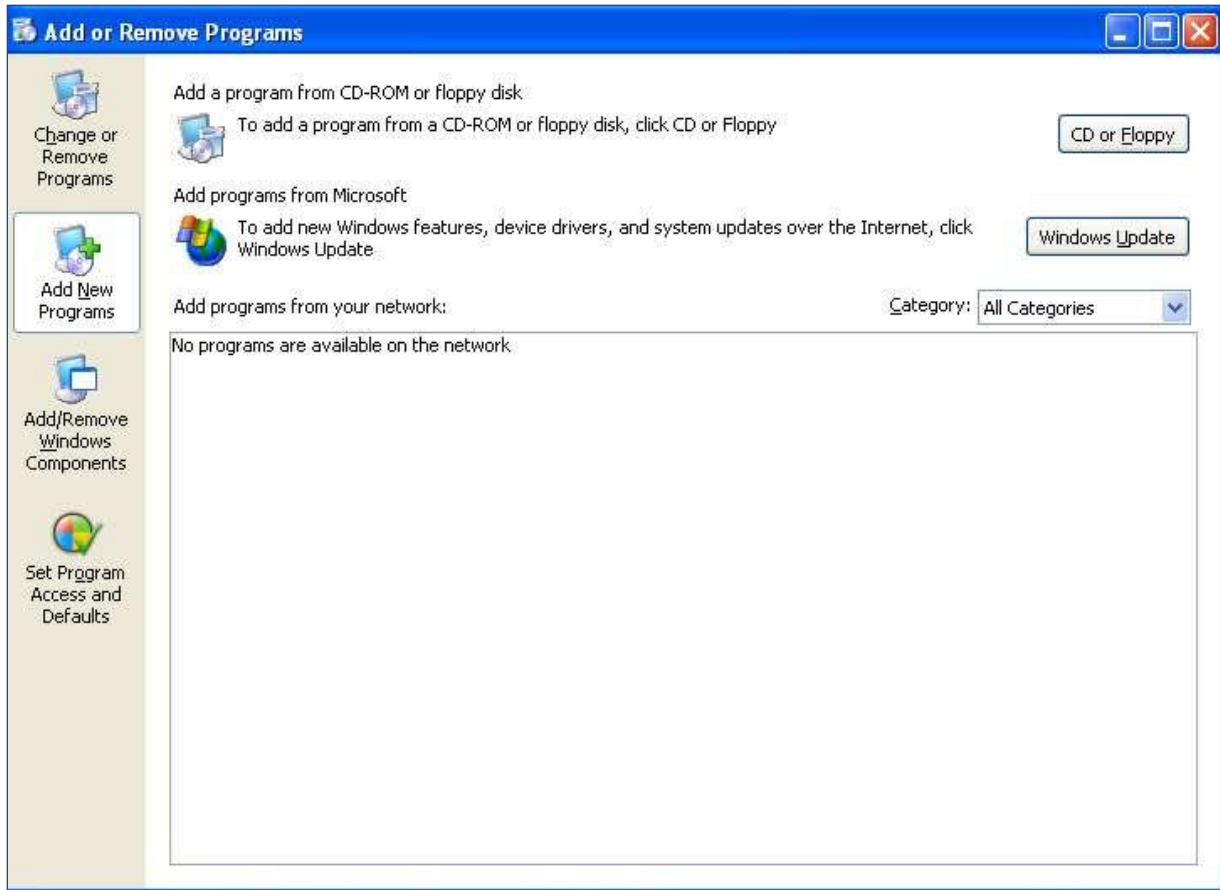 Add or Remove Programs
Change or
Remove
Programs
Add New
Programs
Add/Remove
Windows
Components
Set Program
Access and
Defaults
Add a program from CD-ROM or floppy disk
To add a program from a CD-ROM or floppy disk, click CD or Floppy
CD or Floppy
Add programs from Microsoft
To add new Windows features, device drivers, and system updates over the Internet, click
Windows Update
Windows Update
Add programs from your network:
Category: All Categories
No programs are available on the network